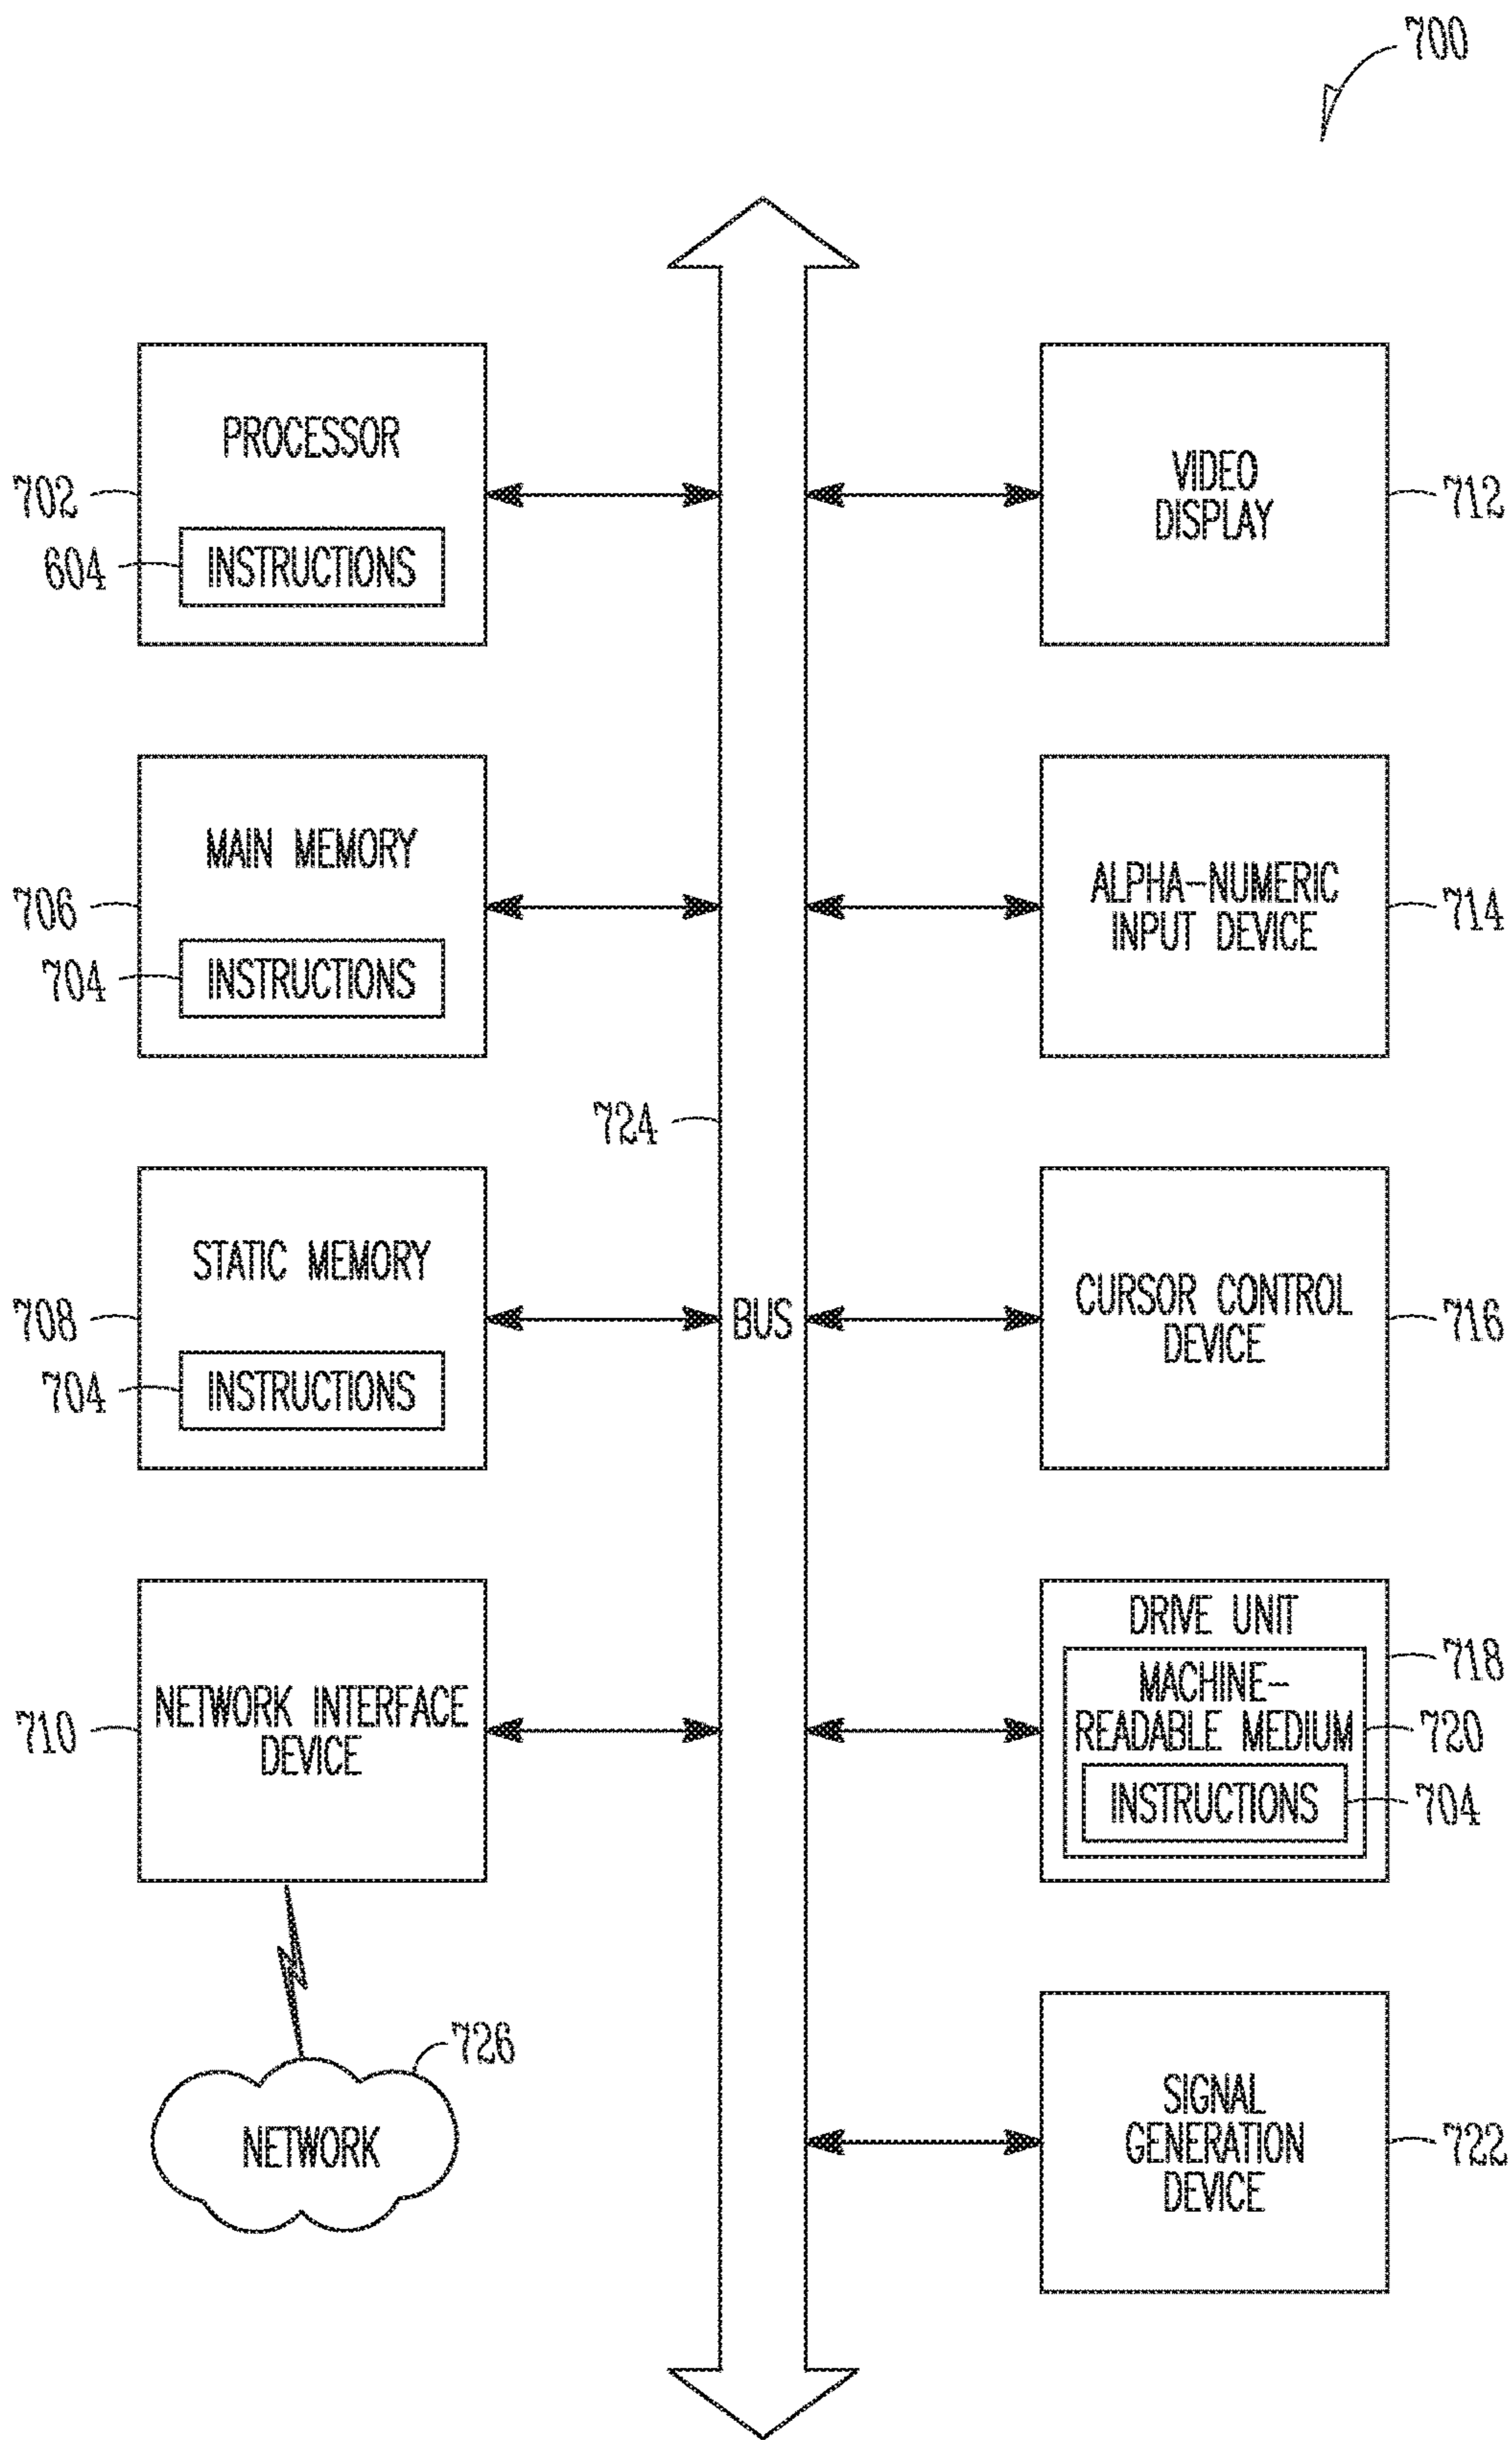 700
PROCESSOR
702
604
INSTRUCTIONS
VIDEO
DISPLAY
712
MAIN MEMORY
706
704
INSTRUCTIONS
ALPHA-NUMERIC
INPUT DEVICE
714
724
STATIC MEMORY
708
704
INSTRUCTIONS
BUS
CURSOR CONTROL
DEVICE
716
NETWORK INTERFACE
DEVICE
710
DRIVE UNIT
718
MACHINE-
READABLE MEDIUM
720
INSTRUCTIONS
704
726
NETWORK
SIGNAL
GENERATION
DEVICE
722